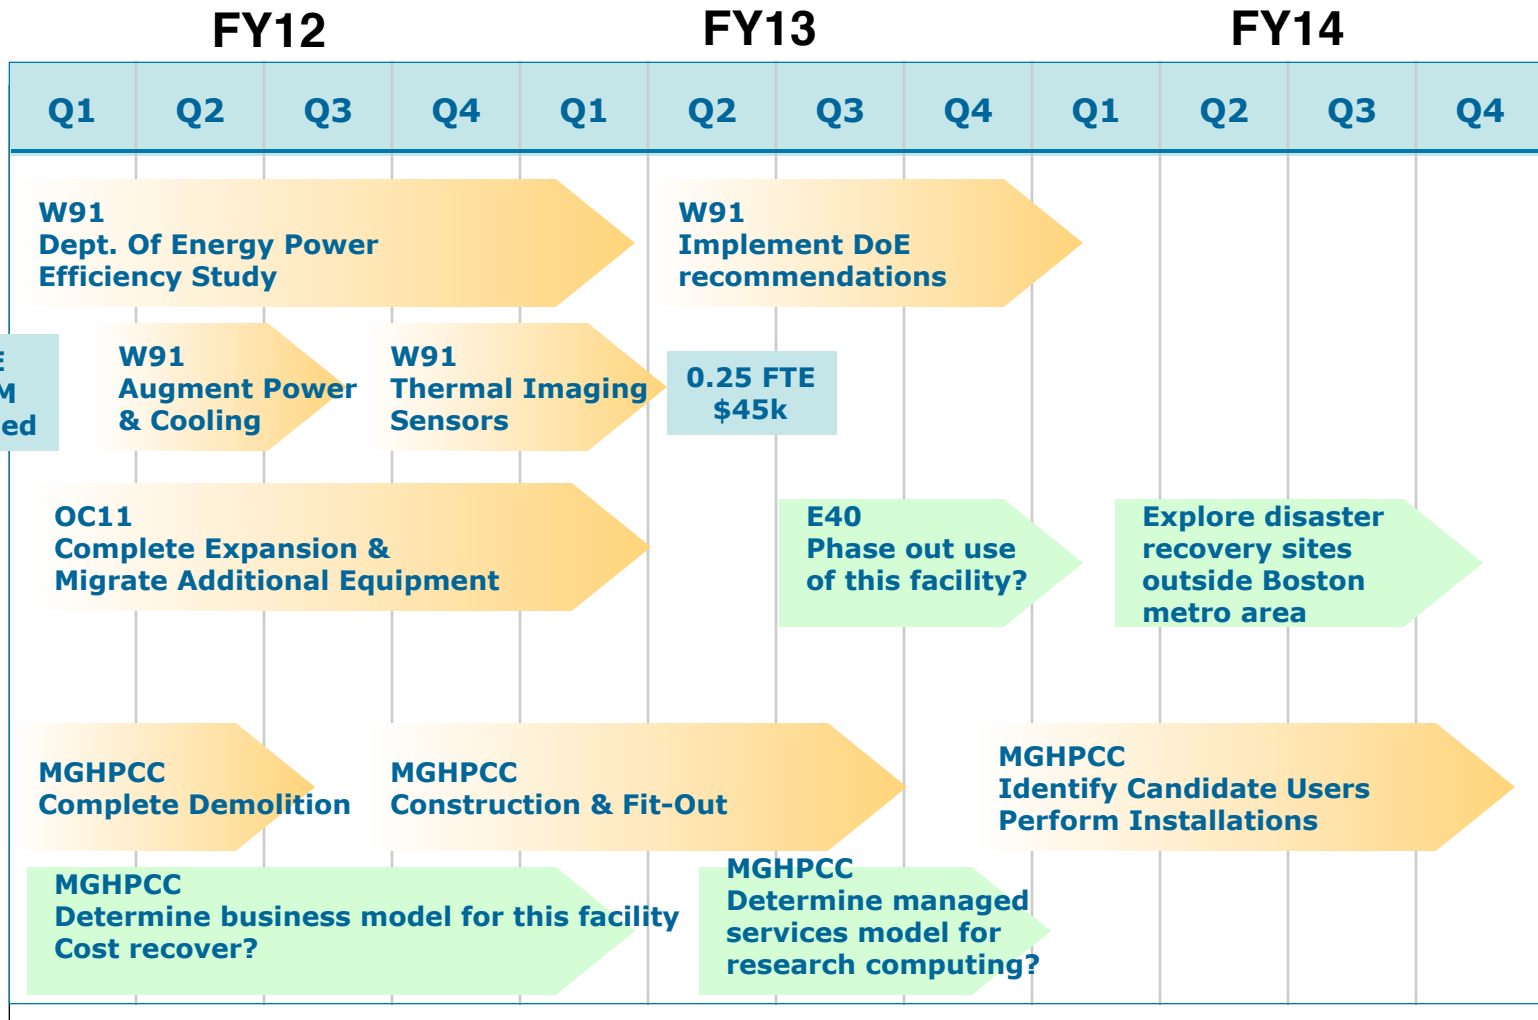 FY12 FY13 FY14
Q1 Q2 Q3 Q4 Q1 Q2 Q3 Q4 Q1 Q2 Q3 Q4
W91
Dept. Of Energy Power
Efficiency Study
W91
Implement DoE
recommendations
W91
Augment Power
& Cooling
W91
Thermal Imaging
Sensors
0.25 FTE
$45k
OC11
Complete Expansion &
Migrate Additional Equipment
E40
Phase out use
of this facility?
Explore disaster
recovery sites
outside Boston
metro area
MGHPCC
Complete Demolition
MGHPCC
Construction & Fit-Out
MGHPCC
Identify Candidate Users
Perform Installations
MGHPCC
Determine business model for this facility
Cost recover?
MGHPCC
Determine managed
services model for
research computing?